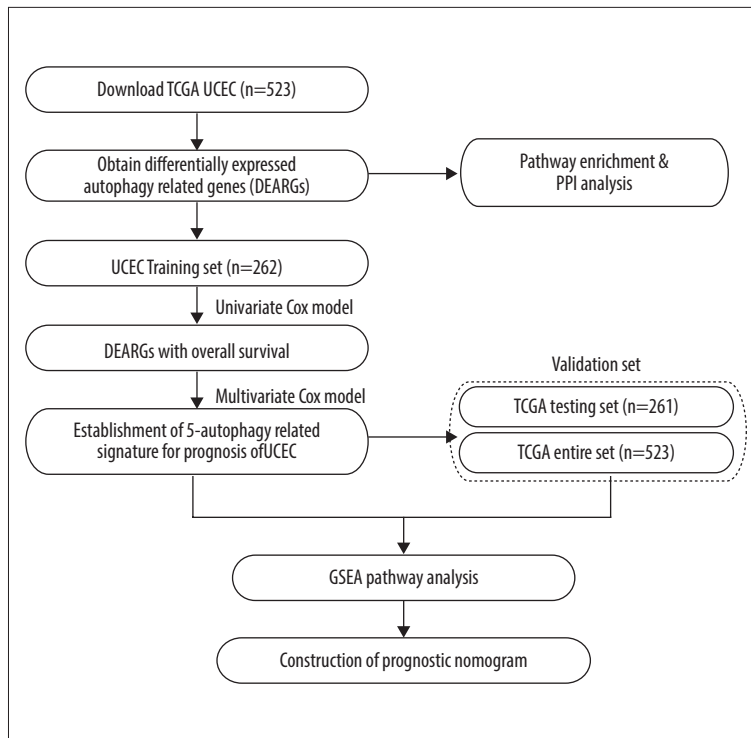 Download TCGA UCEC (n=523)
Obtain differentially expressed
autophagy related genes (DEARGs)
Pathway enrichment &
PPI analysis
UCEC Training set (n=262)
Univariate Cox model
DEARGs with overall survival
Multivariate Cox model
Establishment of 5-autophagy related
signature for prognosis ofUCEC
Validation set
TCGA testing set (n=261)
TCGA entire set (n=523)
GSEA pathway analysis
Construction of prognostic nomogram